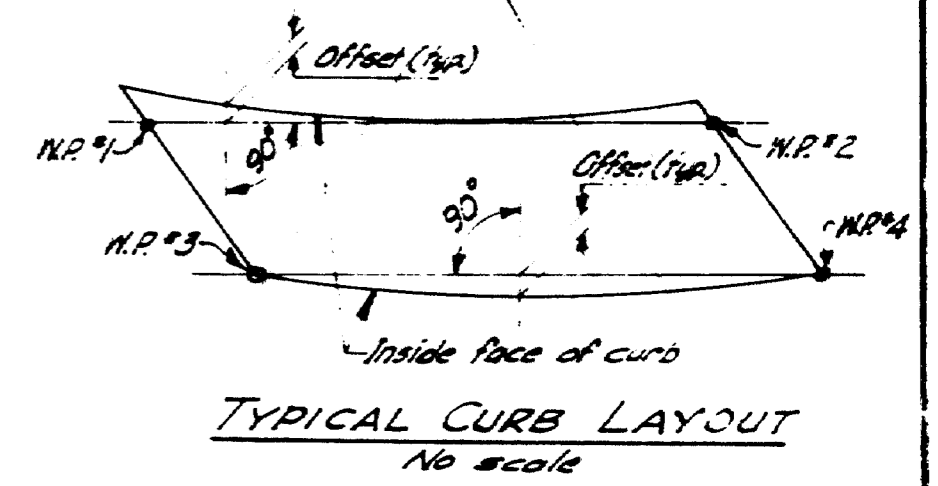 Offset (typ.)
W.P. #1
90°
W.P. #2
Offset (typ.)
90°
W.P. #3
W.P. #4
Inside face of curb
TYPICAL CURB LAYOUT
No scale